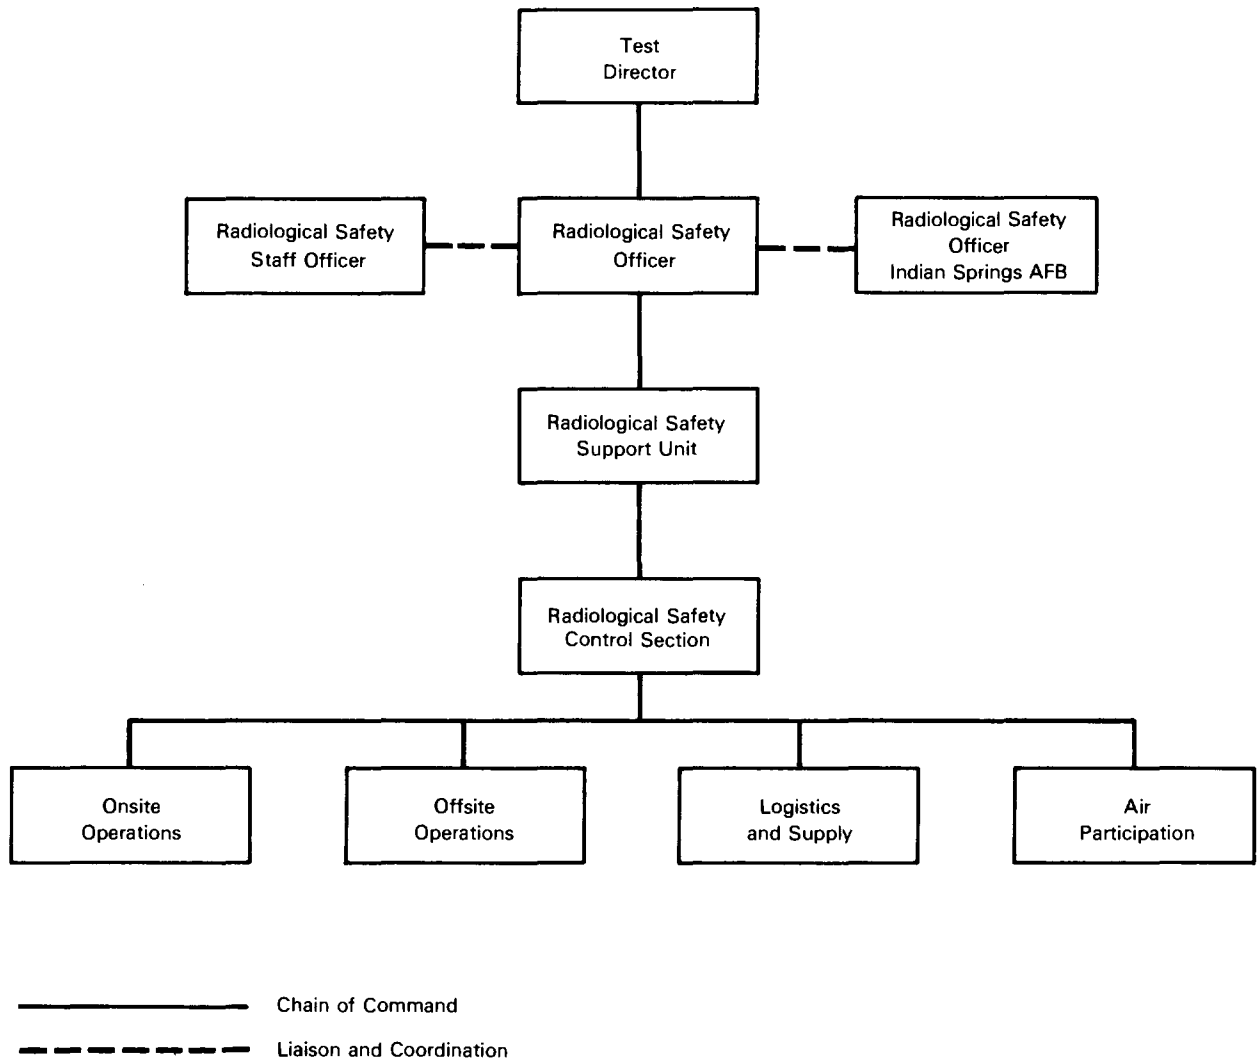 Test
Director
Radiological Safety
Staff Officer
Radiological Safety
Officer
Radiological Safety
Officer
Indian Springs AFB
Radiological Safety
Support Unit
Radiological Safety
Control Section
Onsite
Operations
Offsite
Operations
Logistics
and Supply
Air
Participation
Chain of Command
Liaison and Coordination